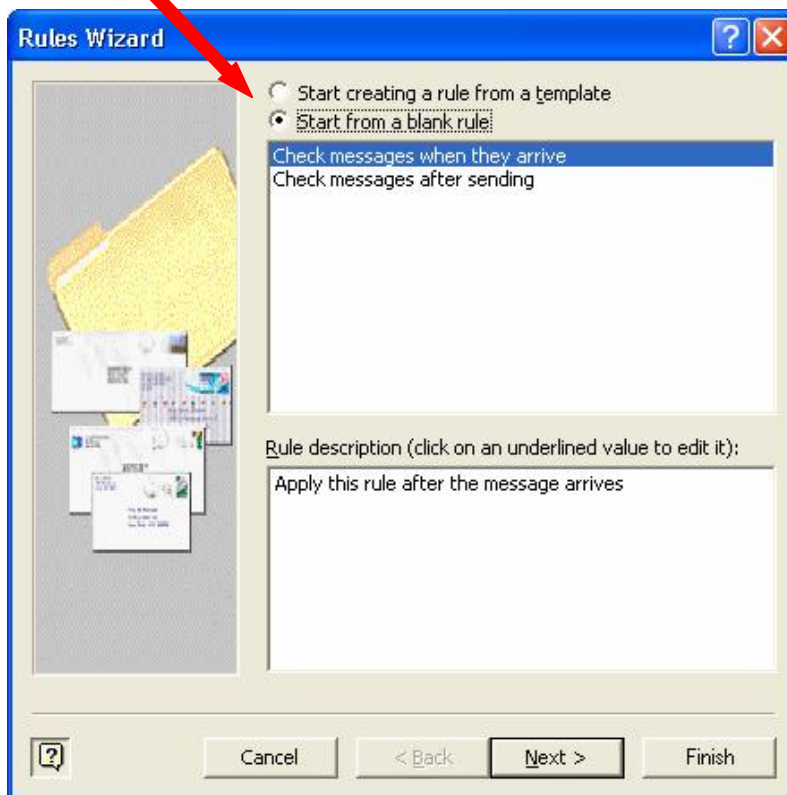 Rules Wizard
Start creating a rule from a template
Start from a blank rule
Check messages when they arrive
Check messages after sending
Rule description (click on an underlined value to edit it):
Apply this rule after the message arrives
Cancel
< Back
Next >
Finish